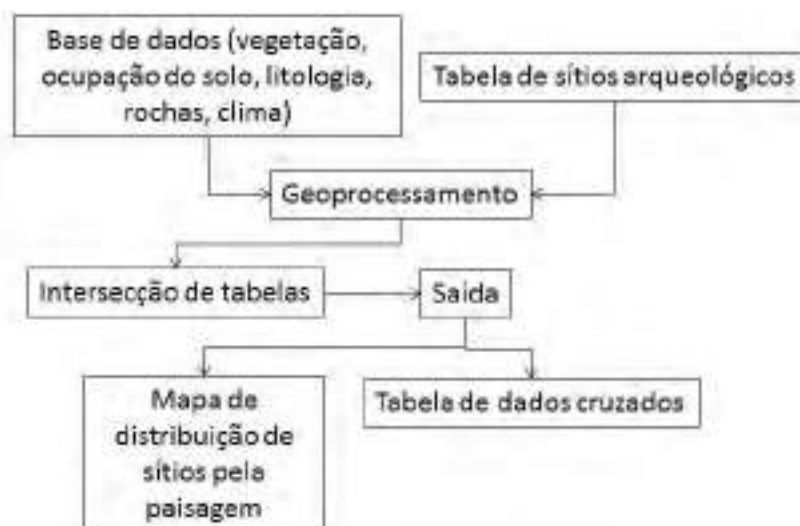 Base de dados (vegetação,
ocupação do solo, litologia,
rochas, clima)
Tabela de sítios arqueológicos
Geoprocessamento
Intersecção de tabelas
Saída
Mapa de
distribuição de
sítios pela
paisagem
Tabela de dados cruzados